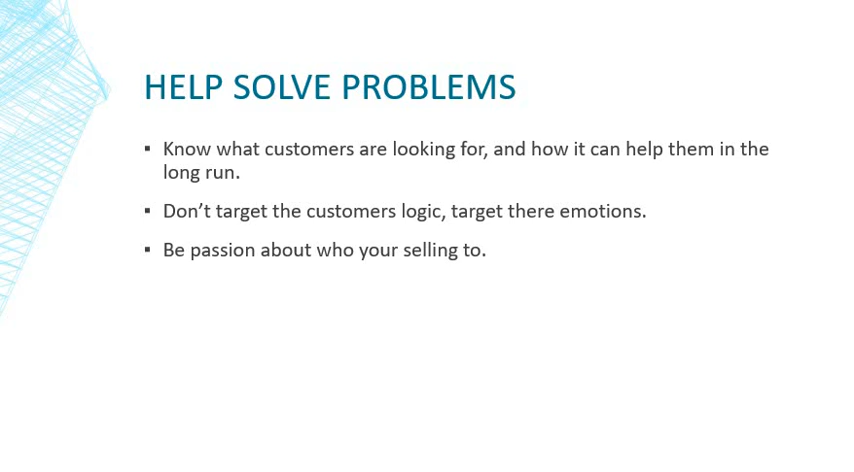 HELP SOLVE PROBLEMS
▪ Know what customers are looking for, and how it can help them in the
long run.
▪ Don’t target the customers logic, target there emotions.
▪ Be passion about who your selling to.